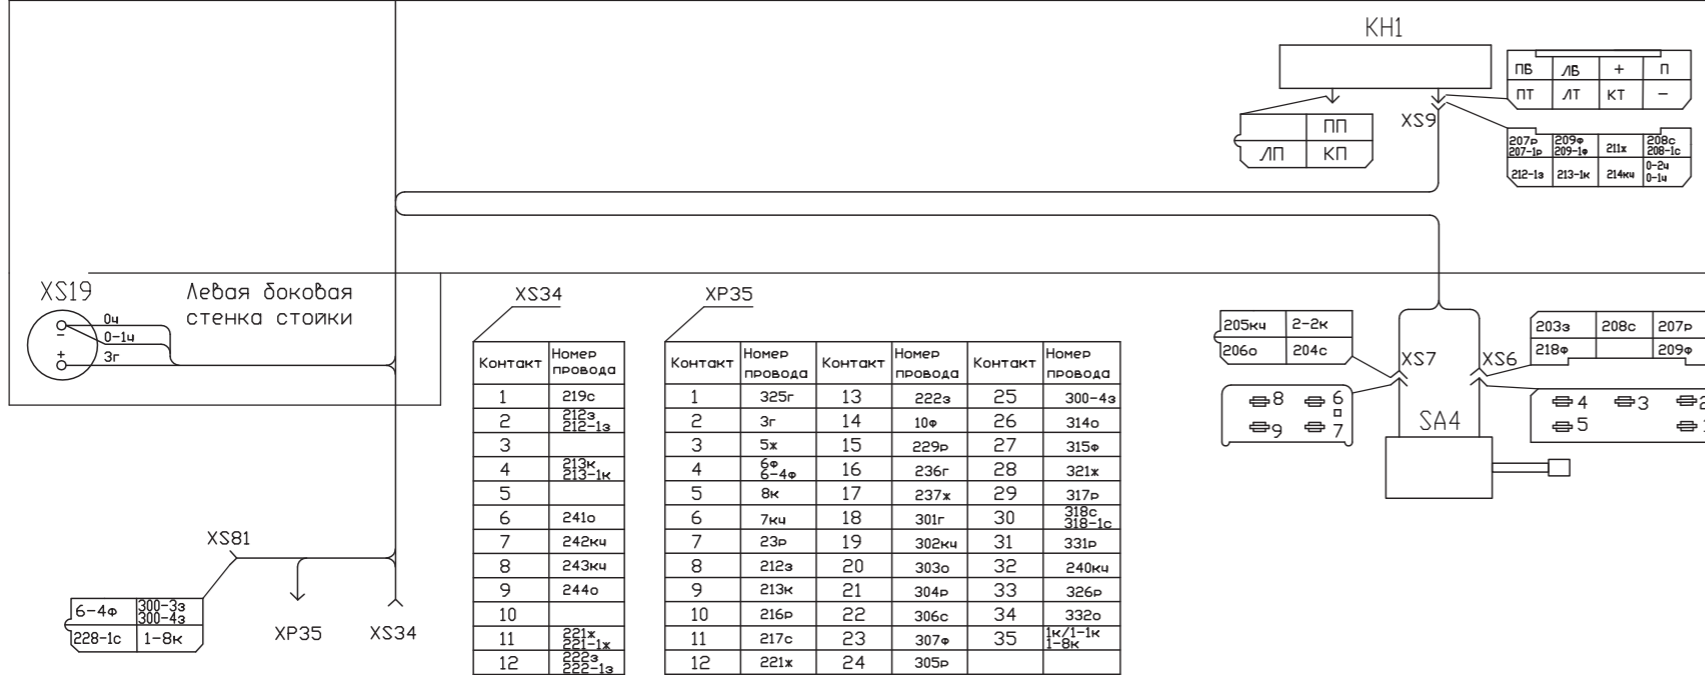 КН1
ПБ ЛБ + П
ПТ ЛТ КТ −
XS9
ПП
ЛП КП
207р 209ф 211ж 208с
207-1р 209-1ф 208-1с
212-1з 213-1к 214кч 0-2ч
0-1ч
XS19
Левая боковая
стенка стойки
0ч
−
0-1ч
+
3г
XS34
Контакт Номер провода
1 219с
2 212з 212-1з
3
4 213к 213-1к
5
6 241о
7 242кч
8 243кч
9 244о
10
11 221ж 221-1ж
12 222з 222-1з
XP35
Контакт Номер провода Контакт Номер провода Контакт Номер провода
1 325г 13 222з 25 300-4з
2 3г 14 10ф 26 314о
3 5ж 15 229р 27 315ф
4 6ф 6-4ф 16 236г 28 321ж
5 8к 17 237ж 29 317р
6 7кч 18 301г 30 318с 318-1с
7 23р 19 302кч 31 331р
8 212з 20 303о 32 240кч
9 213к 21 304р 33 326р
10 216р 22 306с 34 332о
11 217с 23 307ф 35 1к/1-1к 1-8к
12 221ж 24 305р
205кч 2-2к
206о 204с
203з 208с 207р
218ф 209ф
XS7
XS6
8 6
9 7
SA4
4 3 2
5 1
XS81
6-4ф 300-3з
300-4з
228-1с 1-8к
XP35
XS34